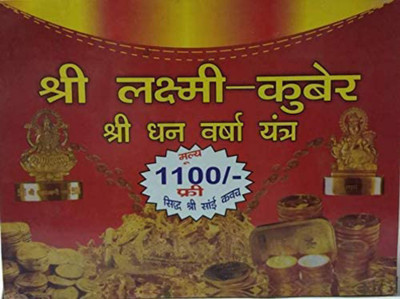 श्री लक्ष्मी-कुबेर
श्री धन वर्षा यंत्र
मूल्य
1100/-
फ्री
सिद्ध श्री सांई कवच